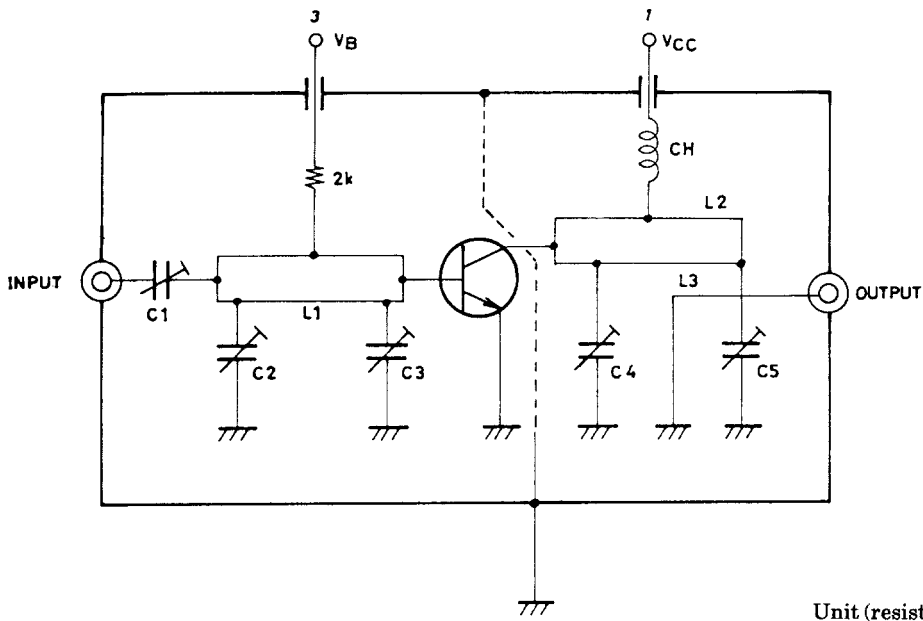 3
VB
1
VCC
CH
2k
L2
INPUT
C1
L1
L3
OUTPUT
C2
C3
C4
C5
Unit (resist